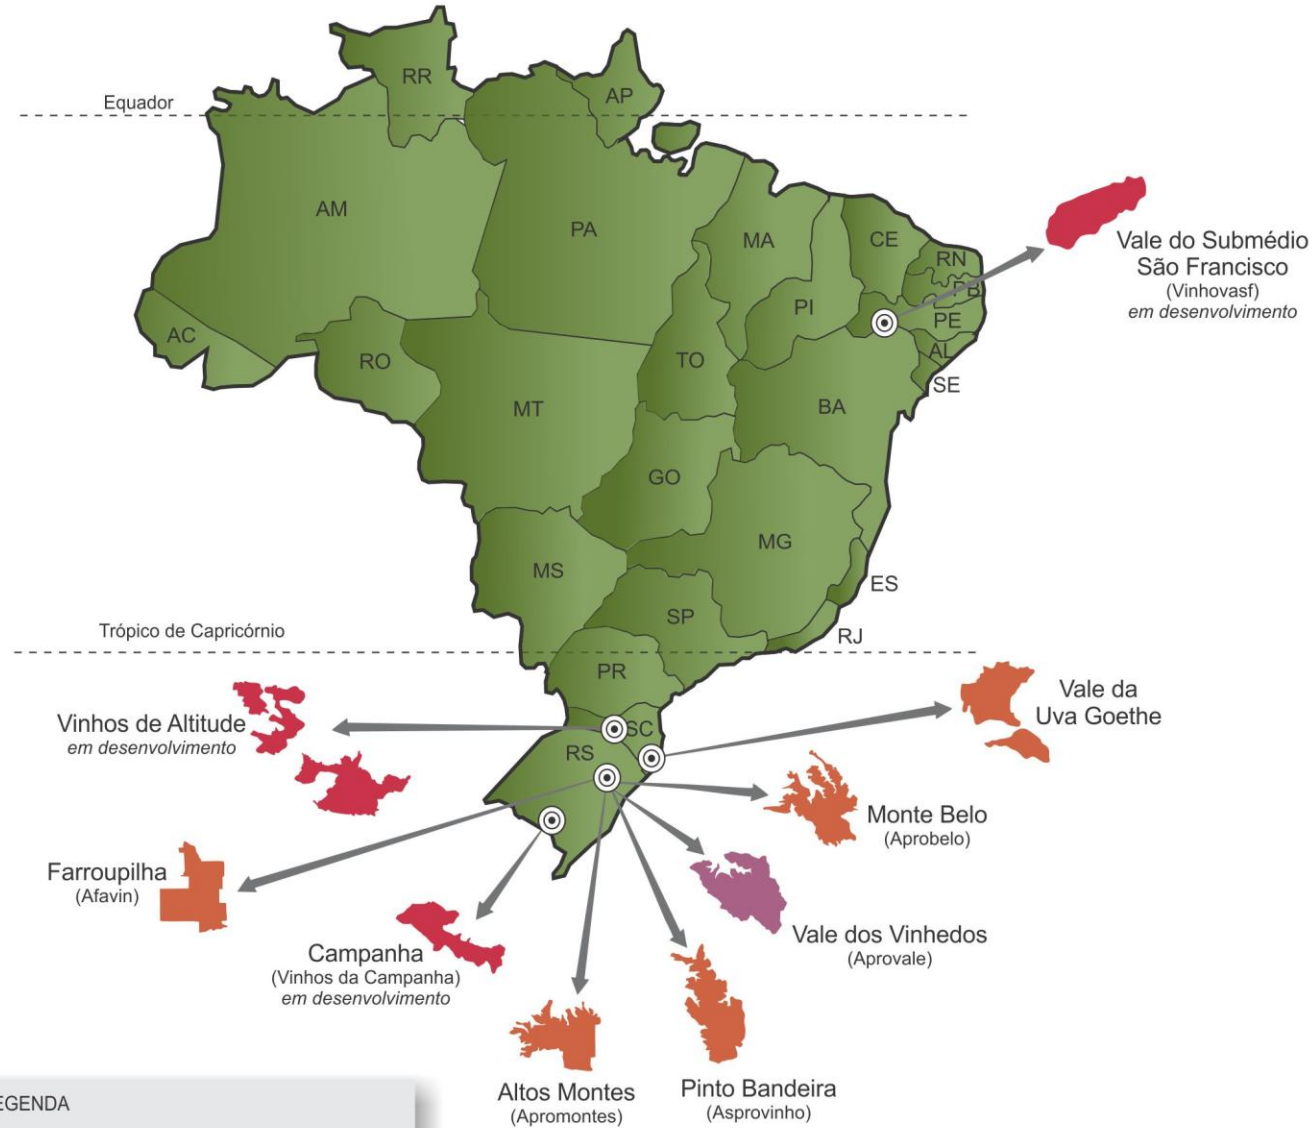 RR
AP
Equador
AM
PA
MA
CE
RN
PB
PI
PE
AC
RO
TO
AL
SE
MT
BA
GO
MG
MS
ES
SP
RJ
Trópico de Capricórnio
PR
SC
RS
Vale do Submédio
São Francisco
(Vinhovasf)
em desenvolvimento
Vinhos de Altitude
em desenvolvimento
Vale da
Uva Goethe
Monte Belo
(Aprobelo)
Farroupilha
(Afavin)
Vale dos Vinhedos
(Aprovale)
Campanha
(Vinhos da Campanha)
em desenvolvimento
Altos Montes
(Apromontes)
Pinto Bandeira
(Asprovinho)
EGENDA